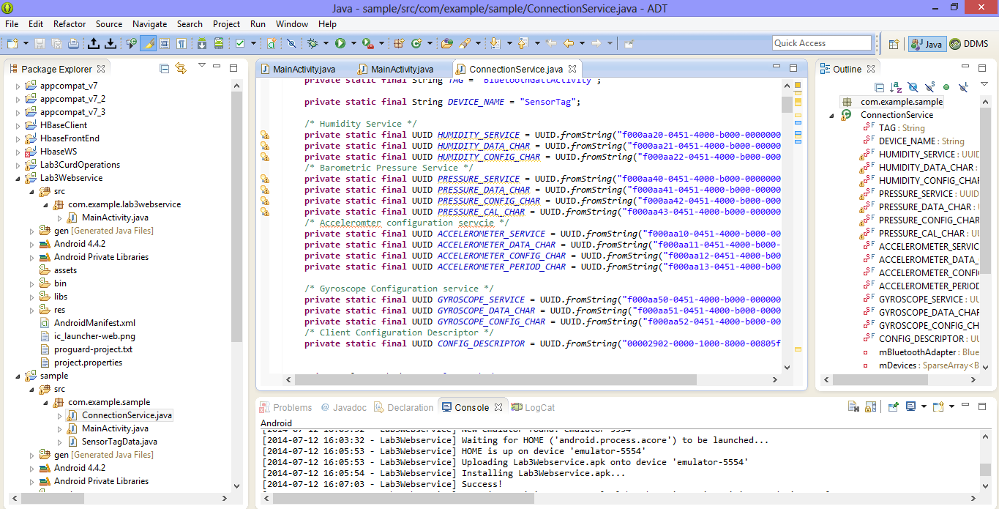 Java - sample/src/com/example/sample/ConnectionService.java - ADT
File Edit Refactor Source Navigate Search Project Run Window Help
Quick Access
Java
DDMS
Package Explorer
appcompat_v7
appcompat_v7_2
appcompat_v7_3
HBaseClient
HbaseFrontEnd
HbaseWS
Lab3CurdOperations
Lab3Webservice
src
com.example.lab3webservice
MainActivity.java
gen [Generated Java Files]
Android 4.4.2
Android Private Libraries
assets
bin
libs
res
AndroidManifest.xml
ic_launcher-web.png
proguard-project.txt
project.properties
sample
src
com.example.sample
ConnectionService.java
MainActivity.java
SensorTagData.java
gen [Generated Java Files]
Android 4.4.2
Android Private Libraries
MainActivity.java MainActivity.java ConnectionService.java
private static final String TAG = "BluetoothGattActivity";
private static final String DEVICE_NAME = "SensorTag";
/* Humidity Service */
private static final UUID HUMIDITY_SERVICE = UUID.fromString("f000aa20-0451-4000-b000-0000000
private static final UUID HUMIDITY_DATA_CHAR = UUID.fromString("f000aa21-0451-4000-b000-00000
private static final UUID HUMIDITY_CONFIG_CHAR = UUID.fromString("f000aa22-0451-4000-b000-000
/* Barometric Pressure Service */
private static final UUID PRESSURE_SERVICE = UUID.fromString("f000aa40-0451-4000-b000-0000000
private static final UUID PRESSURE_DATA_CHAR = UUID.fromString("f000aa41-0451-4000-b000-00000
private static final UUID PRESSURE_CONFIG_CHAR = UUID.fromString("f000aa42-0451-4000-b000-000
private static final UUID PRESSURE_CAL_CHAR = UUID.fromString("f000aa43-0451-4000-b000-000000
/* Acceleromter configuration servcie */
private static final UUID ACCELEROMETER_SERVICE = UUID.fromString("f000aa10-0451-4000-b000-00
private static final UUID ACCELEROMETER_DATA_CHAR = UUID.fromString("f000aa11-0451-4000-b000-
private static final UUID ACCELEROMETER_CONFIG_CHAR = UUID.fromString("f000aa12-0451-4000-b00
private static final UUID ACCELEROMETER_PERIOD_CHAR = UUID.fromString("f000aa13-0451-4000-b00
/* Gyroscope Configuration service */
private static final UUID GYROSCOPE_SERVICE = UUID.fromString("f000aa50-0451-4000-b000-000000
private static final UUID GYROSCOPE_DATA_CHAR = UUID.fromString("f000aa51-0451-4000-b000-0000
private static final UUID GYROSCOPE_CONFIG_CHAR = UUID.fromString("f000aa52-0451-4000-b000-00
/* Client Configuration Descriptor */
private static final UUID CONFIG_DESCRIPTOR = UUID.fromString("00002902-0000-1000-8000-00805f
Outline
com.example.sample
ConnectionService
TAG : String
DEVICE_NAME : String
HUMIDITY_SERVICE : UUID
HUMIDITY_DATA_CHAR :
HUMIDITY_CONFIG_CHAR
PRESSURE_SERVICE : UUID
PRESSURE_DATA_CHAR : U
PRESSURE_CONFIG_CHAR
PRESSURE_CAL_CHAR : UU
ACCELEROMETER_SERVIC
ACCELEROMETER_DATA_
ACCELEROMETER_CONFI
ACCELEROMETER_PERIOD
GYROSCOPE_SERVICE : UU
GYROSCOPE_DATA_CHAR
GYROSCOPE_CONFIG_CH
CONFIG_DESCRIPTOR : UU
mBluetoothAdapter : Blue
mDevices : SparseArray<B
Problems Javadoc Declaration Console LogCat
Android
[2014-07-12 16:03:32 - Lab3Webservice] New emulator found: emulator-5554
[2014-07-12 16:03:32 - Lab3Webservice] Waiting for HOME ('android.process.acore') to be launched...
[2014-07-12 16:05:53 - Lab3Webservice] HOME is up on device 'emulator-5554'
[2014-07-12 16:05:53 - Lab3Webservice] Uploading Lab3Webservice.apk onto device 'emulator-5554'
[2014-07-12 16:05:54 - Lab3Webservice] Installing Lab3Webservice.apk...
[2014-07-12 16:07:03 - Lab3Webservice] Success!